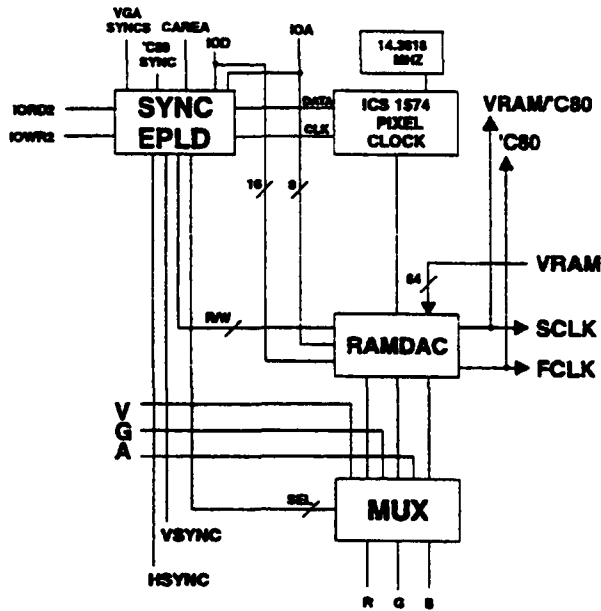 VGA
SYNCS
'C80
SYNC
CAREA
IOD
IOA
14.3818
MHZ
IORD2
IOWR2
SYNC
EPLD
DATA
CLK
ICS 1574
PIXEL
CLOCK
VRAM/'C80
'C80
16
64
VRAM
R/W
RAMDAC
SCLK
FCLK
V
G
A
SEL
MUX
VSYNC
HSYNC
R
G
B